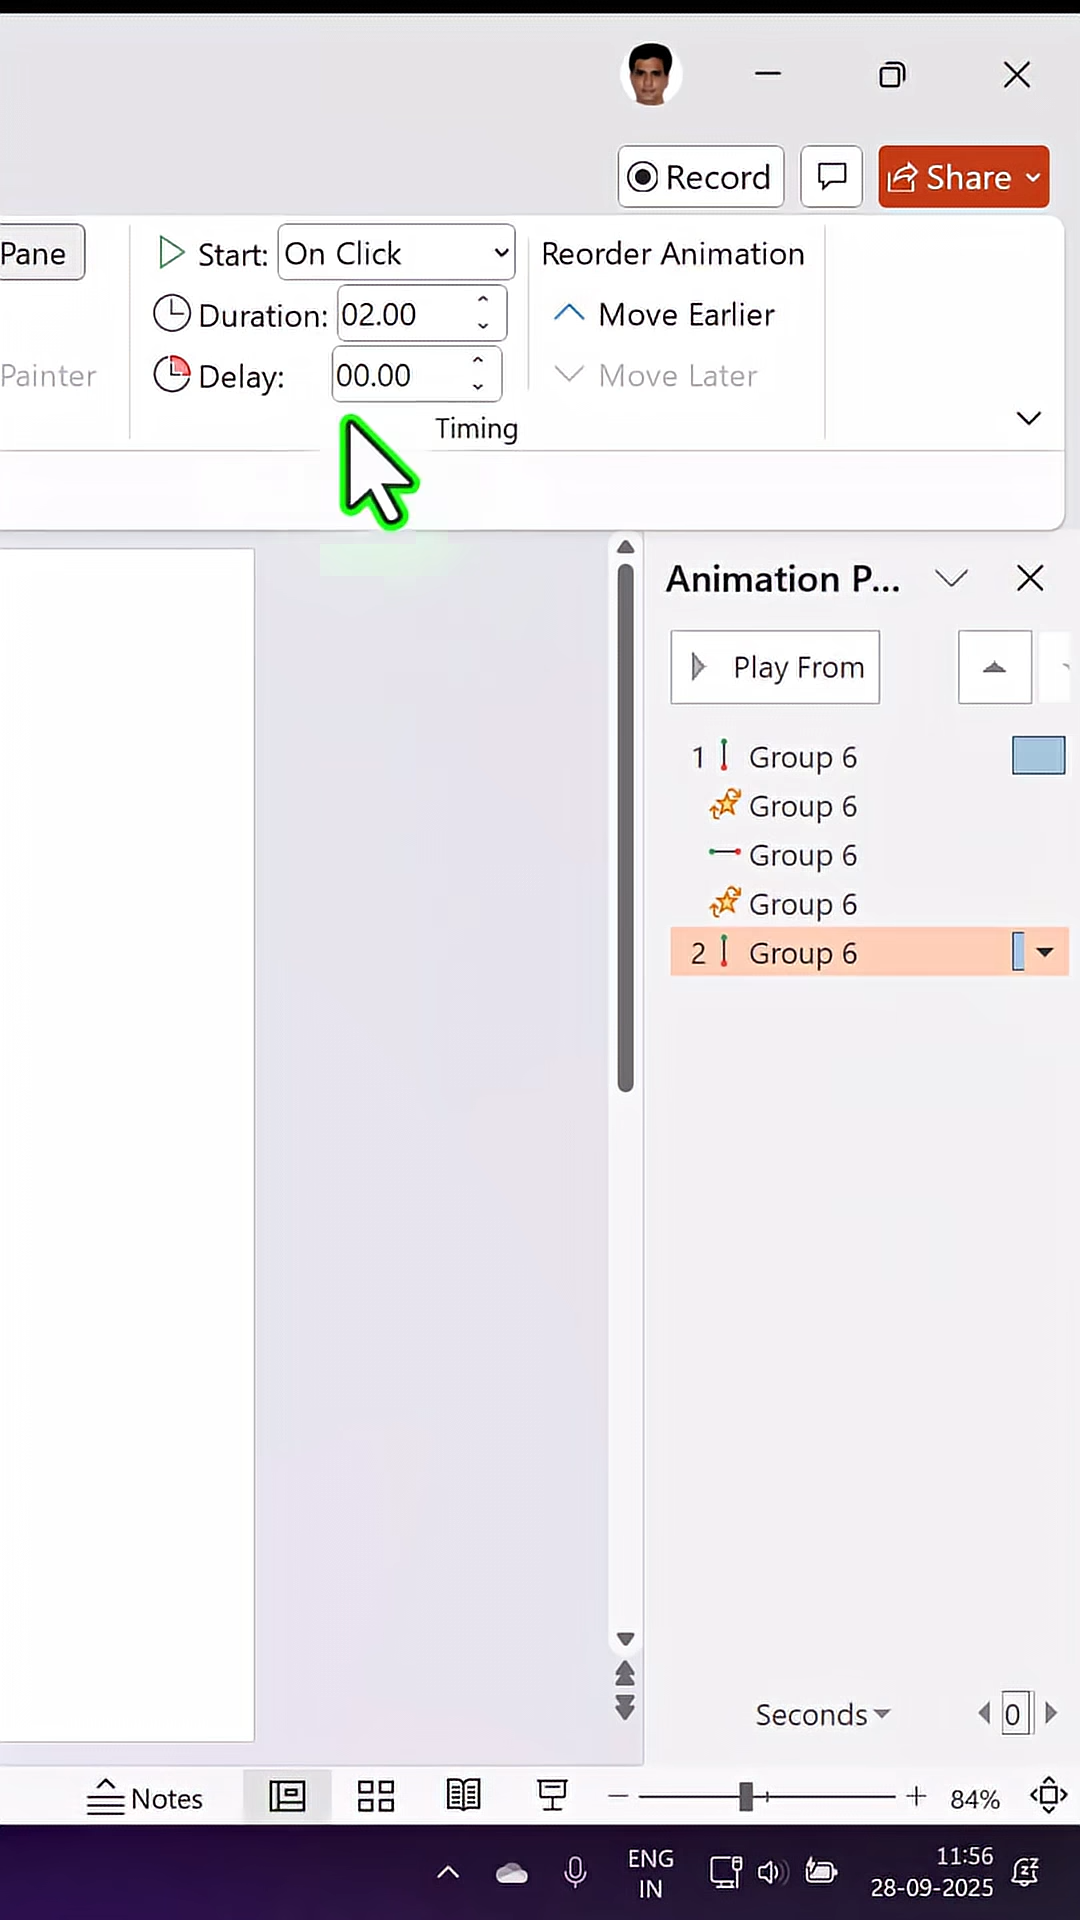 Record
Share
Pane
Start: On Click
Reorder Animation
Duration: 02.00
Move Earlier
Painter
Delay: 00.00
Move Later
Timing
Animation P...
Play From
1 Group 6
Group 6
Group 6
Group 6
2 Group 6
Seconds
0
Notes
84%
ENG
IN
11:56
28-09-2025